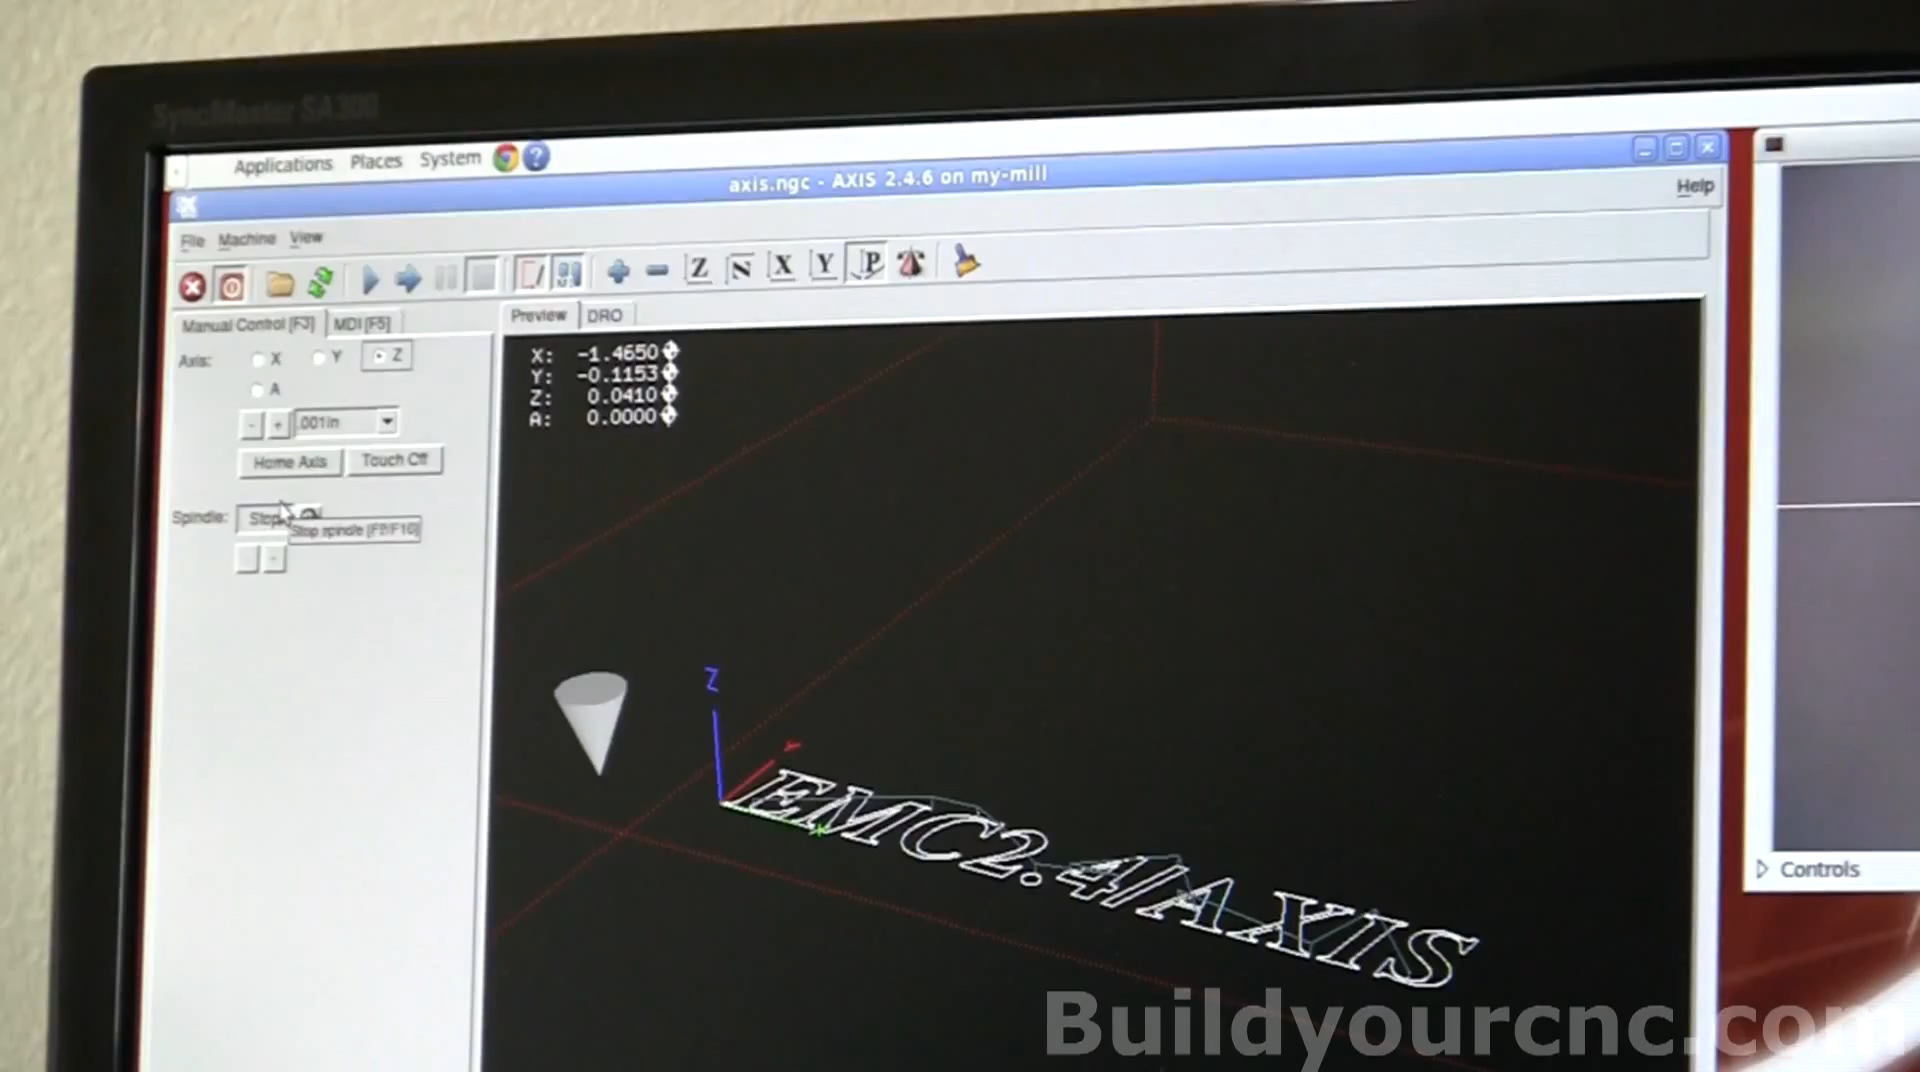 SyncMaster SA300
Applications Places System
axis.ngc - AXIS 2.4.6 on my-mill
File Machine View
Help
Z N X Y P
Manual Control [F3] MDI [F5]
Preview DRO
Axis: X Y Z
A
- + .001in
Home Axis Touch Off
Spindle: Stop
Stop spindle [F9/F10]
-
X: -1.4650
Y: -0.1153
Z: 0.0410
A: 0.0000
Z
Y
X
EMC2.4/AXIS
Controls
Buildyourcnc.com